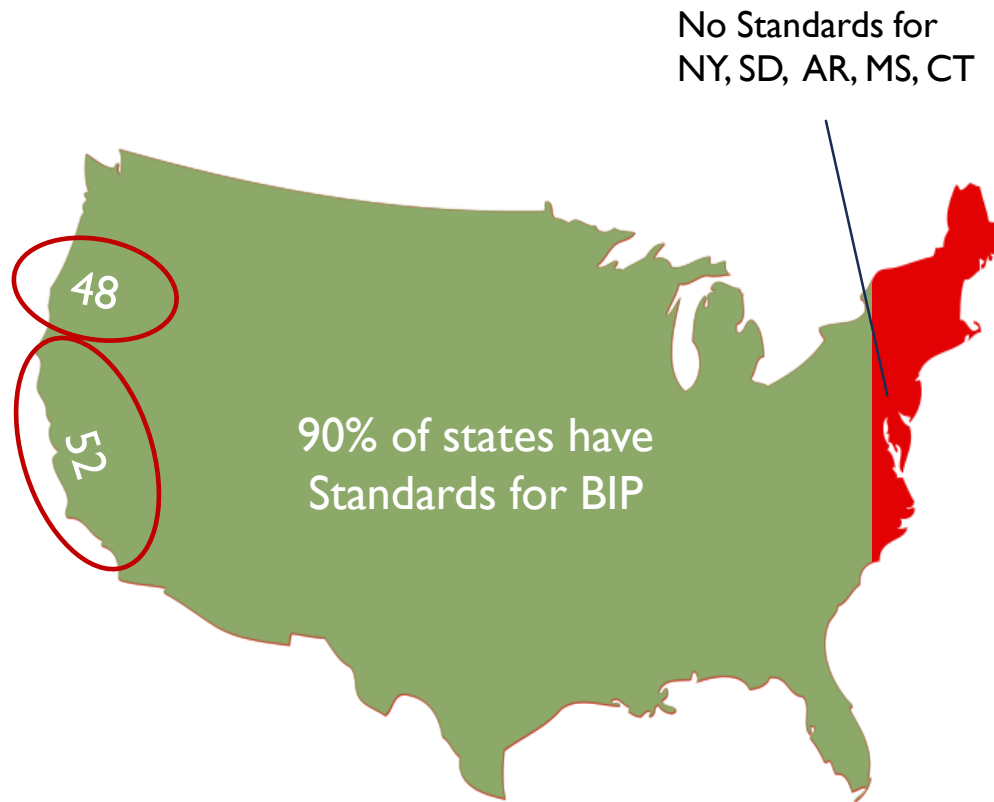 No Standards for
NY, SD, AR, MS, CT
48
52
90% of states have
Standards for BIP